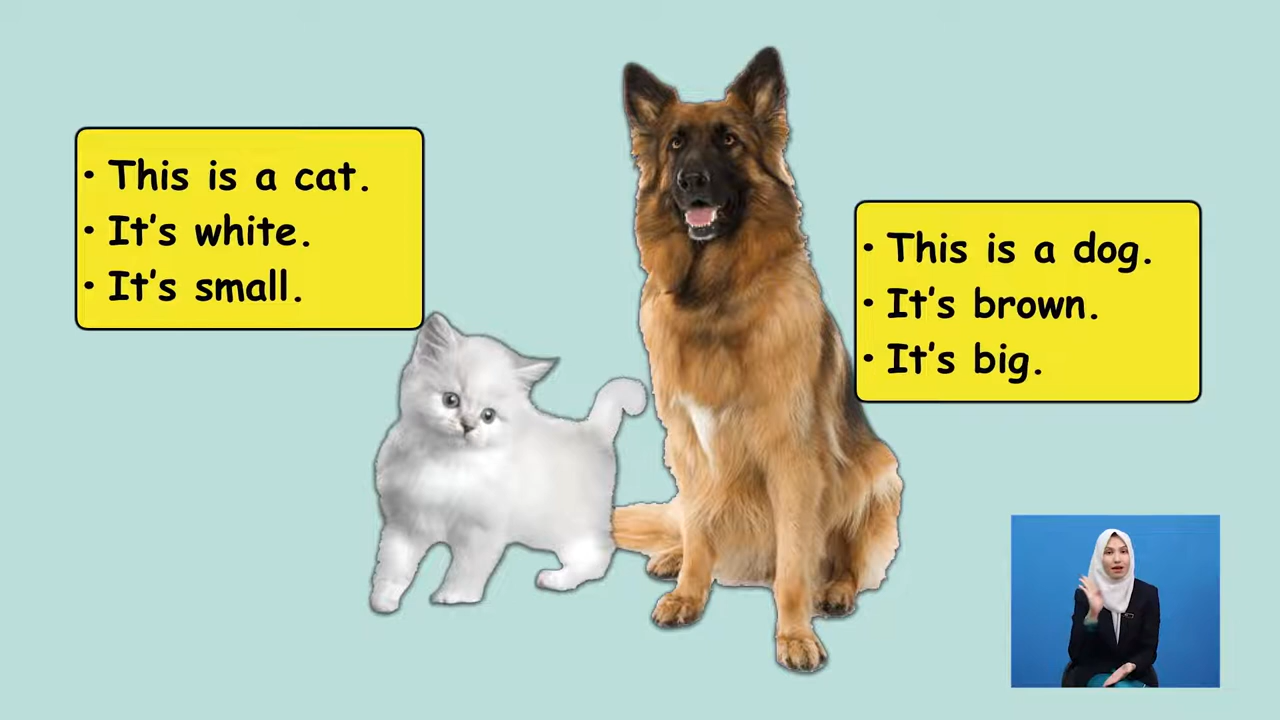 • This is a cat.
• It's white.
• It's small.
• This is a dog.
• It's brown.
• It's big.